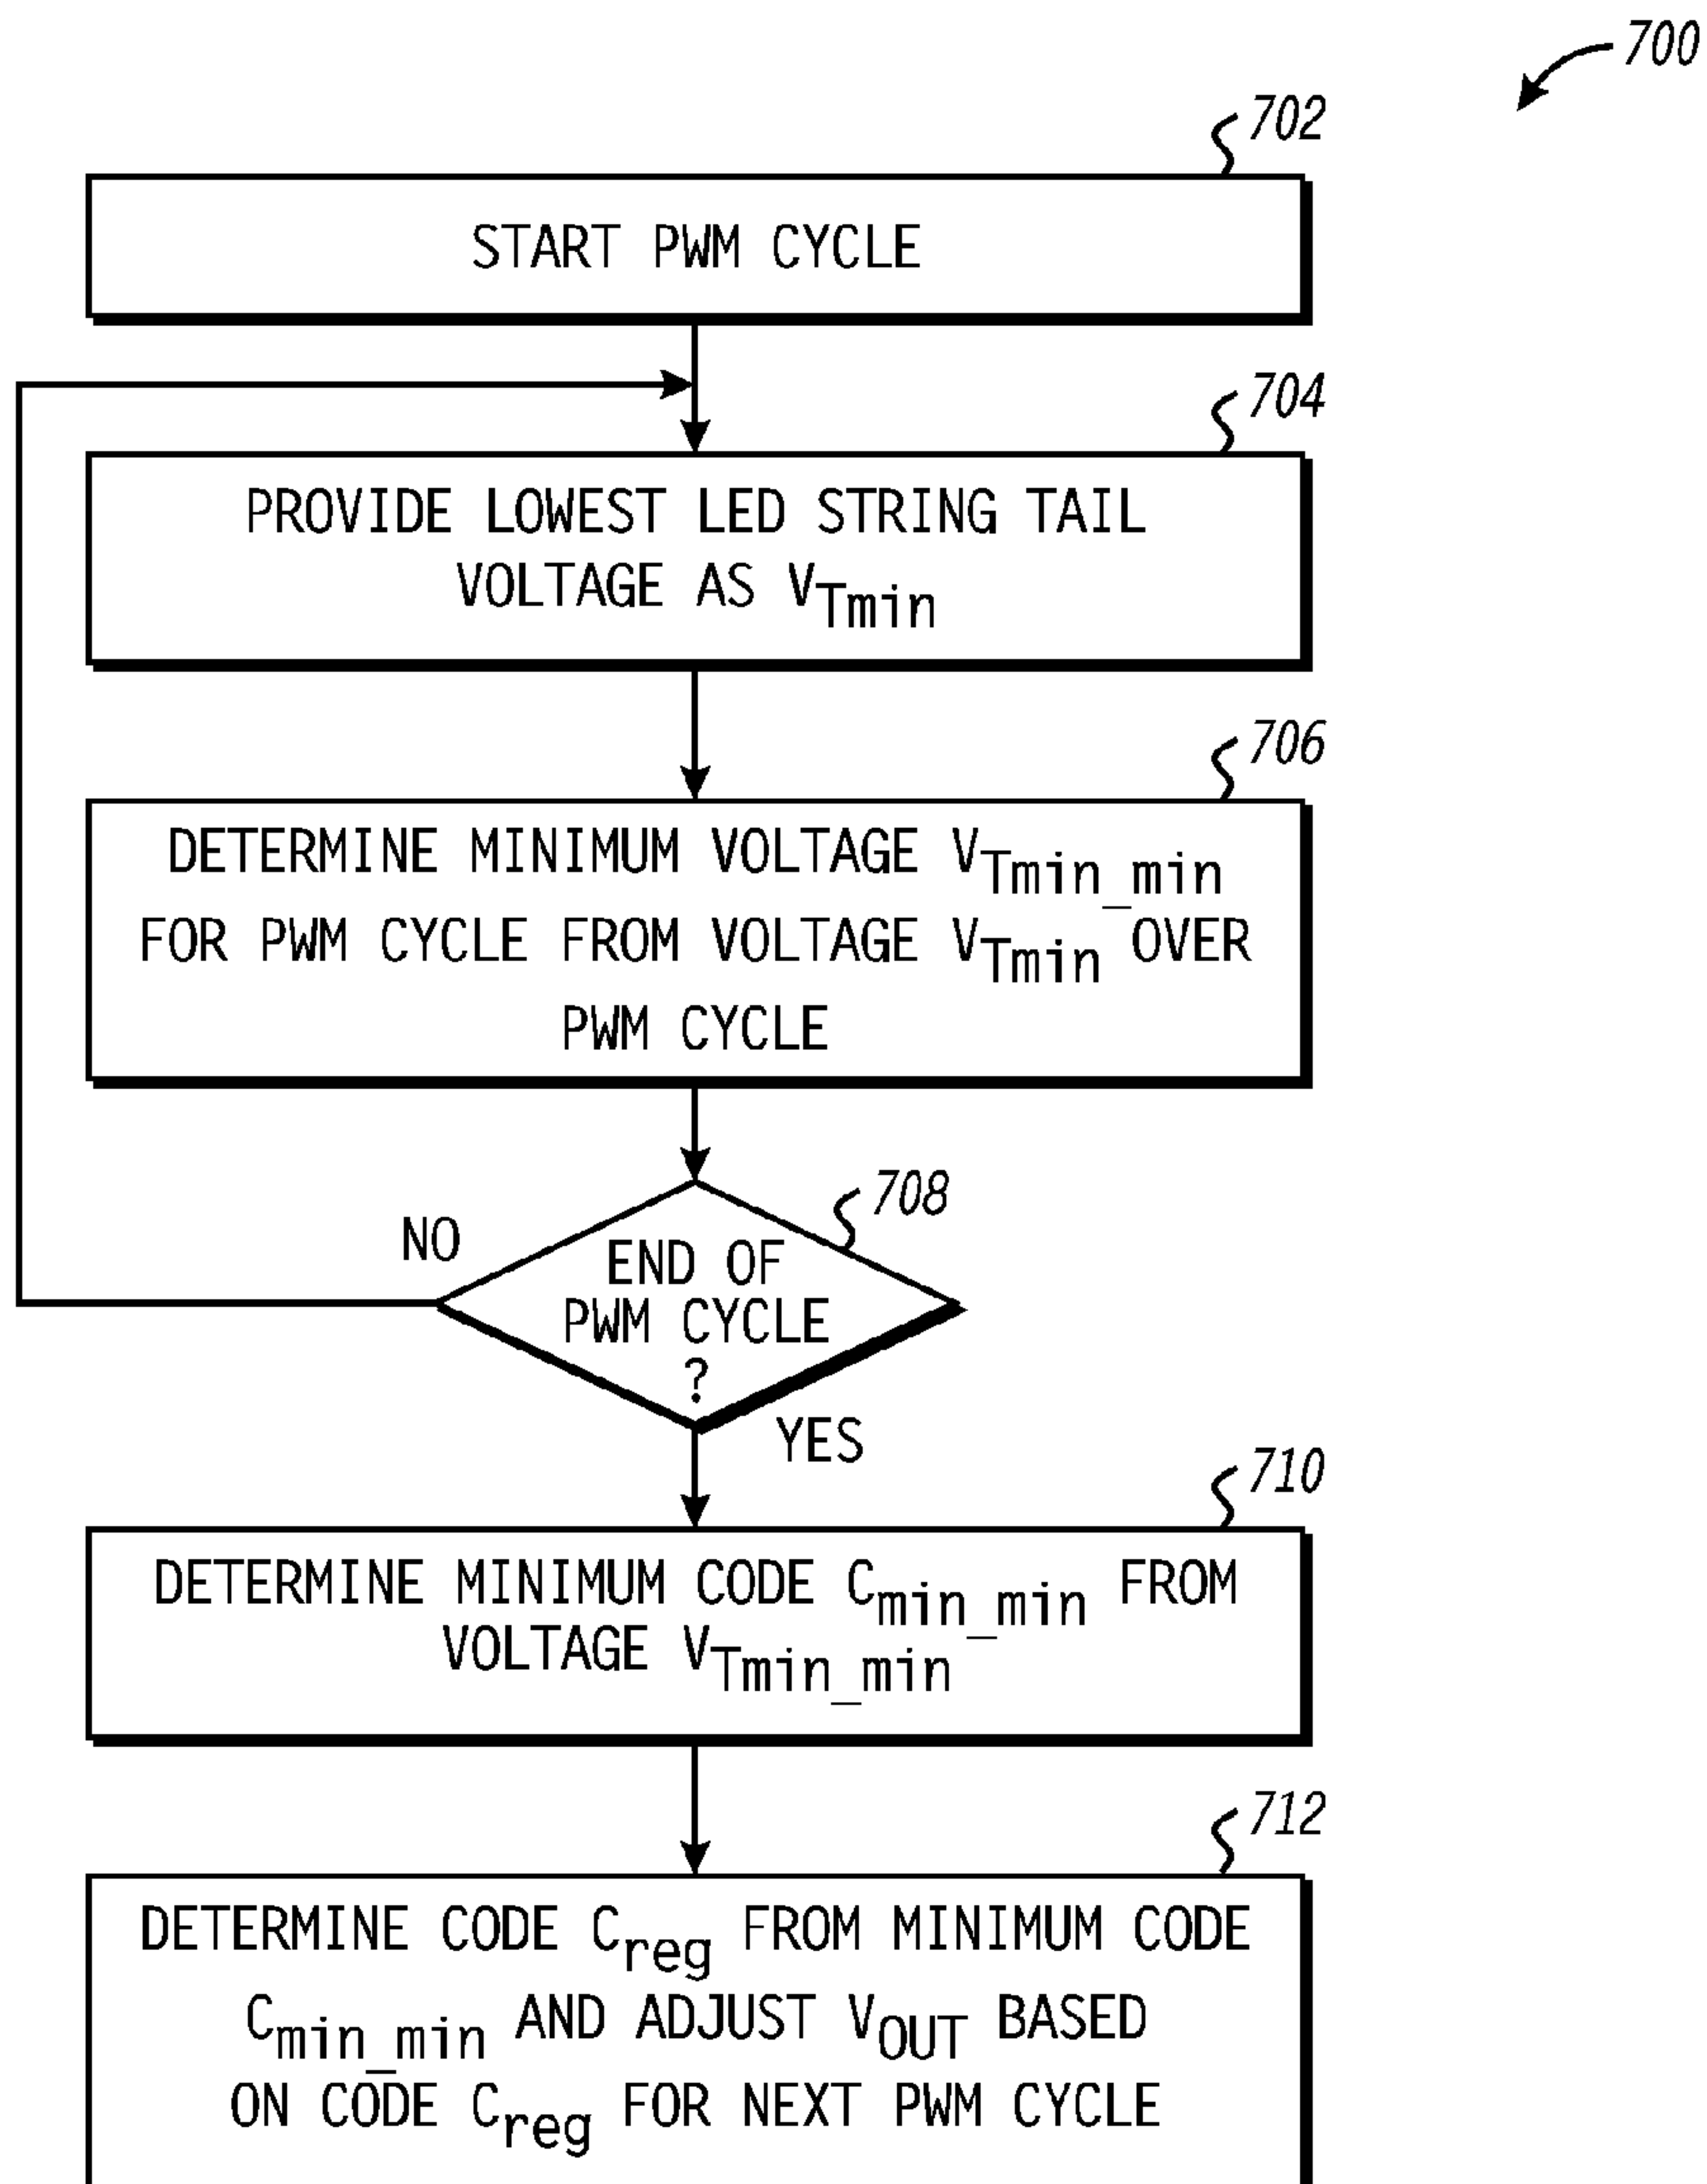 700
702
START PWM CYCLE
704
PROVIDE LOWEST LED STRING TAIL
VOLTAGE AS VTmin
706
DETERMINE MINIMUM VOLTAGE VTmin_min
FOR PWM CYCLE FROM VOLTAGE VTmin OVER
PWM CYCLE
708
NO
END OF
PWM CYCLE
?
YES
710
DETERMINE MINIMUM CODE Cmin_min FROM
VOLTAGE VTmin_min
712
DETERMINE CODE Creg FROM MINIMUM CODE
Cmin_min AND ADJUST VOUT BASED
ON CODE Creg FOR NEXT PWM CYCLE